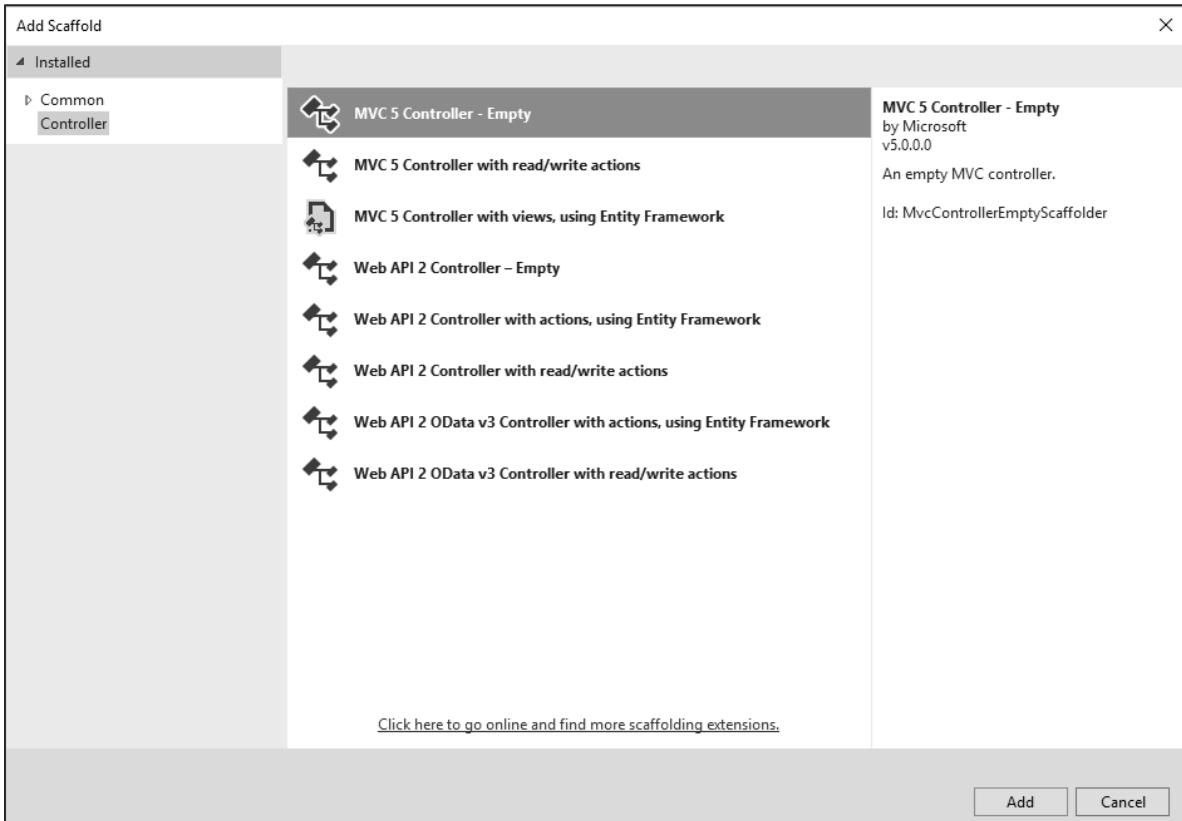 Add Scaffold
Installed
Common
Controller
MVC 5 Controller - Empty
MVC 5 Controller with read/write actions
MVC 5 Controller with views, using Entity Framework
Web API 2 Controller – Empty
Web API 2 Controller with actions, using Entity Framework
Web API 2 Controller with read/write actions
Web API 2 OData v3 Controller with actions, using Entity Framework
Web API 2 OData v3 Controller with read/write actions
Click here to go online and find more scaffolding extensions.
MVC 5 Controller - Empty
by Microsoft
v5.0.0.0
An empty MVC controller.
Id: MvcControllerEmptyScaffolder
Add
Cancel